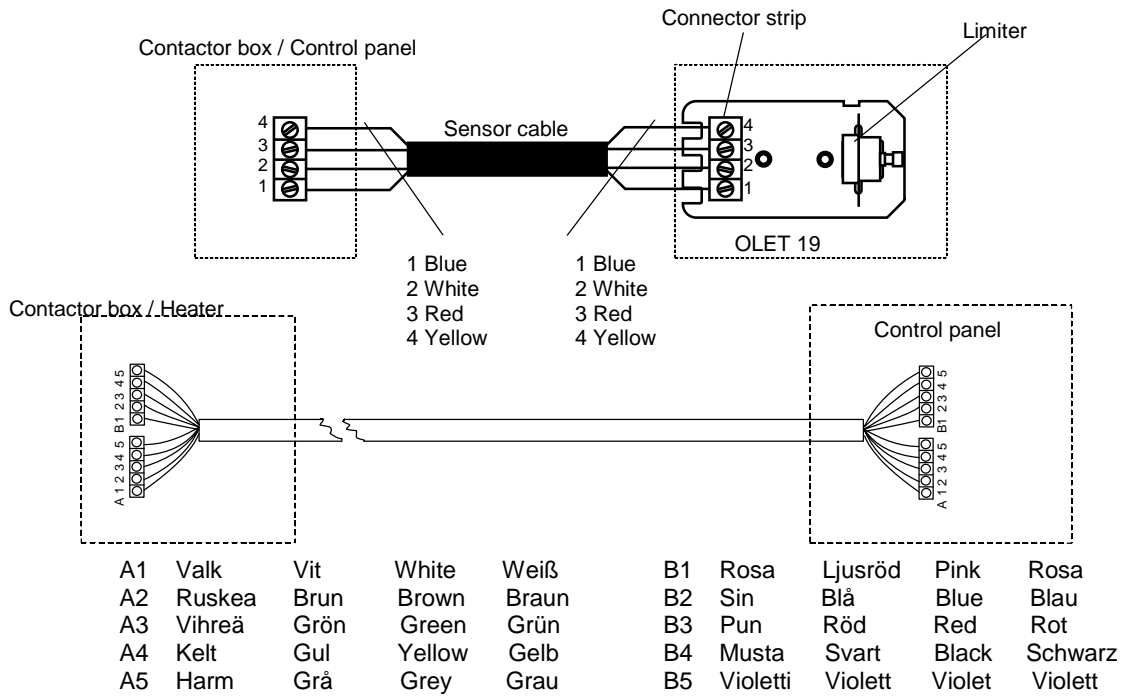 Connector strip
Limiter
Contactor box / Control panel
4
3
2
1
Sensor cable
4
3
2
1
OLET 19
1 Blue
2 White
3 Red
4 Yellow
1 Blue
2 White
3 Red
4 Yellow
Contactor box / Heater
Control panel
B1 2 3 4 5
A 1 2 3 4 5
B1 2 3 4 5
A 1 2 3 4 5
A1 Valk Vit White Weiß B1 Rosa Ljusröd Pink Rosa
A2 Ruskea Brun Brown Braun B2 Sin Blå Blue Blau
A3 Vihreä Grön Green Grün B3 Pun Röd Red Rot
A4 Kelt Gul Yellow Gelb B4 Musta Svart Black Schwarz
A5 Harm Grå Grey Grau B5 Violetti Violett Violet Violett